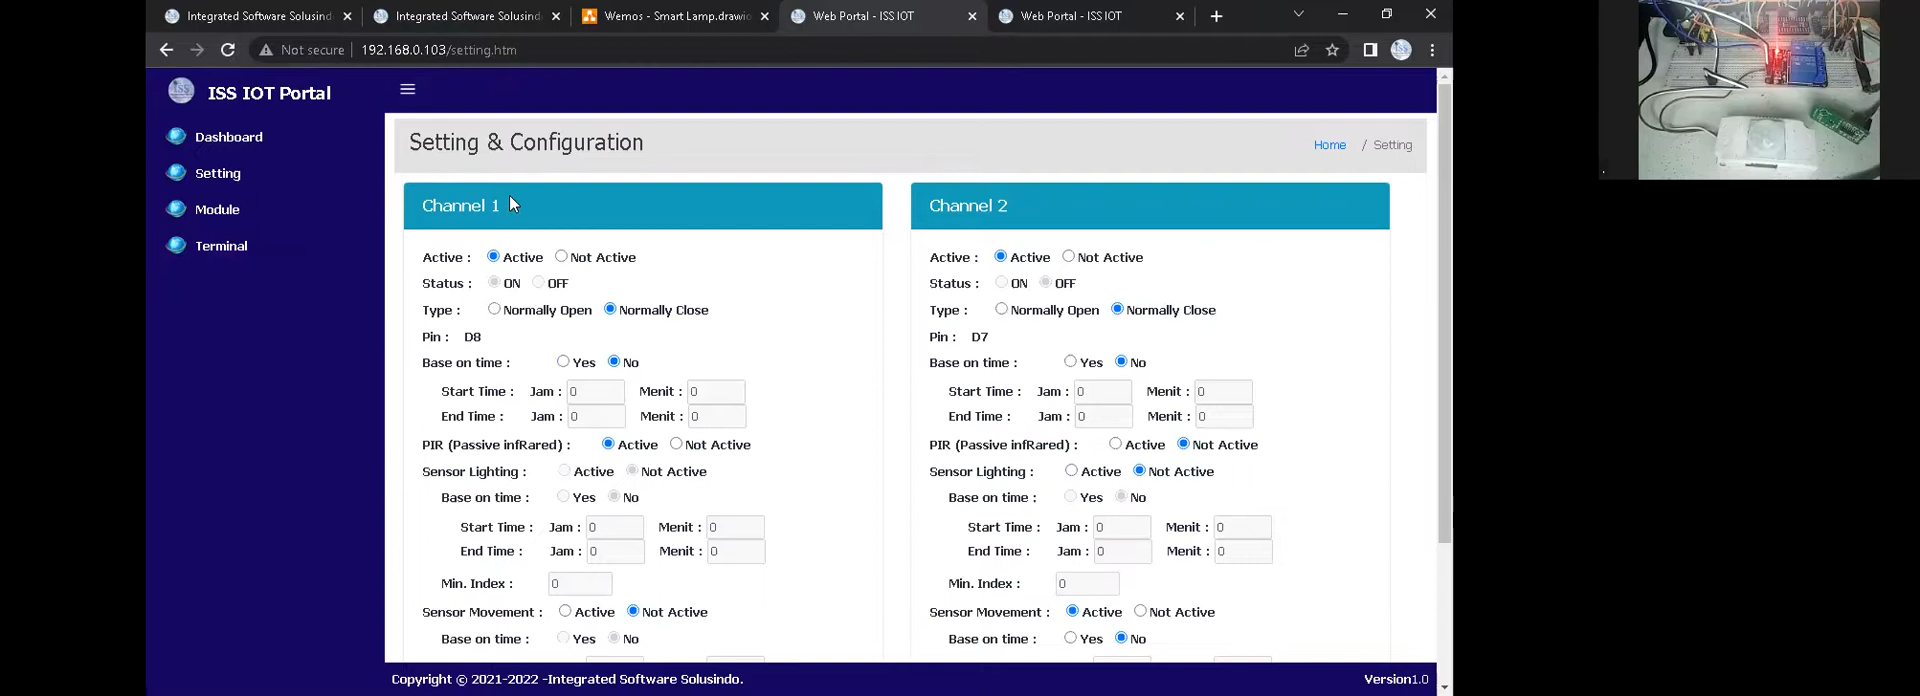 Integrated Software Solusind
Integrated Software Solusind
Wemos - Smart Lamp.drawio
Web Portal - ISS IOT
Web Portal - ISS IOT
Not secure
192.168.0.103/setting.htm
ISS IOT Portal
Dashboard
Setting
Module
Terminal
Setting & Configuration
Home / Setting
Channel 1
Active : Active Not Active
Status : ON OFF
Type : Normally Open Normally Close
Pin : D8
Base on time : Yes No
Start Time : Jam : 0 Menit : 0
End Time : Jam : 0 Menit : 0
PIR (Passive infRared) : Active Not Active
Sensor Lighting : Active Not Active
Base on time : Yes No
Start Time : Jam : 0 Menit : 0
End Time : Jam : 0 Menit : 0
Min. Index : 0
Sensor Movement : Active Not Active
Base on time : Yes No
Channel 2
Active : Active Not Active
Status : ON OFF
Type : Normally Open Normally Close
Pin : D7
Base on time : Yes No
Start Time : Jam : 0 Menit : 0
End Time : Jam : 0 Menit : 0
PIR (Passive infRared) : Active Not Active
Sensor Lighting : Active Not Active
Base on time : Yes No
Start Time : Jam : 0 Menit : 0
End Time : Jam : 0 Menit : 0
Min. Index : 0
Sensor Movement : Active Not Active
Base on time : Yes No
Copyright © 2021-2022 -Integrated Software Solusindo.
Version1.0